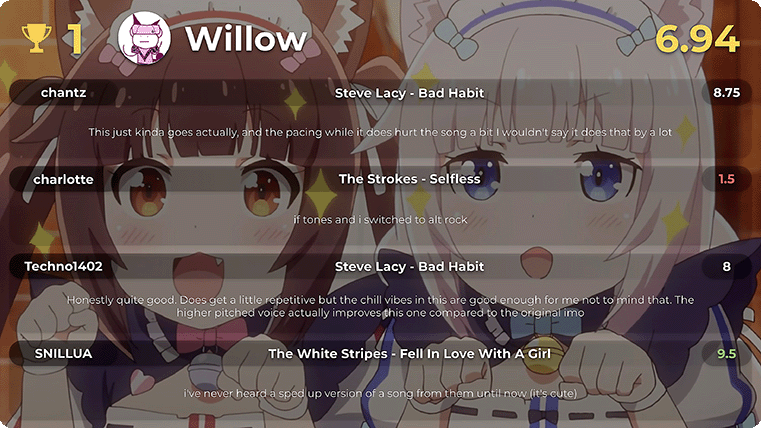 1 Willow 6.94
chantz Steve Lacy - Bad Habit 8.75
This just kinda goes actually, and the pacing while it does hurt the song a bit I wouldn't say it does that by a lot
charlotte The Strokes - Selfless 1.5
if tones and i switched to alt rock
Techno1402 Steve Lacy - Bad Habit 8
Honestly quite good. Does get a little repetitive but the chill vibes in this are good enough for me not to mind that. The
higher pitched voice actually improves this one compared to the original imo
SNILLUA The White Stripes - Fell In Love With A Girl 9.5
i've never heard a sped up version of a song from them until now (it's cute)